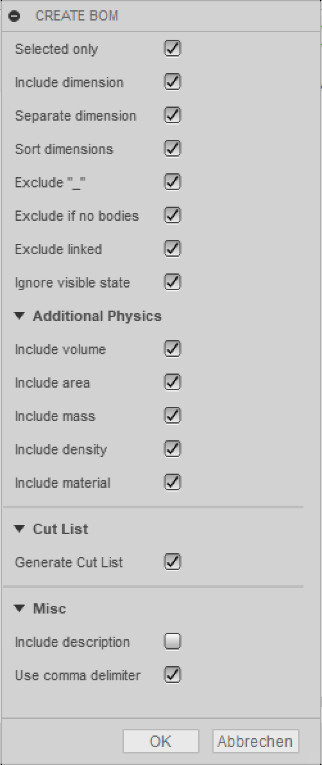 CREATE BOM
Selected only
Include dimension
Separate dimension
Sort dimensions
Exclude "_"
Exclude if no bodies
Exclude linked
Ignore visible state
Additional Physics
Include volume
Include area
Include mass
Include density
Include material
Cut List
Generate Cut List
Misc
Include description
Use comma delimiter
OK Abbrechen